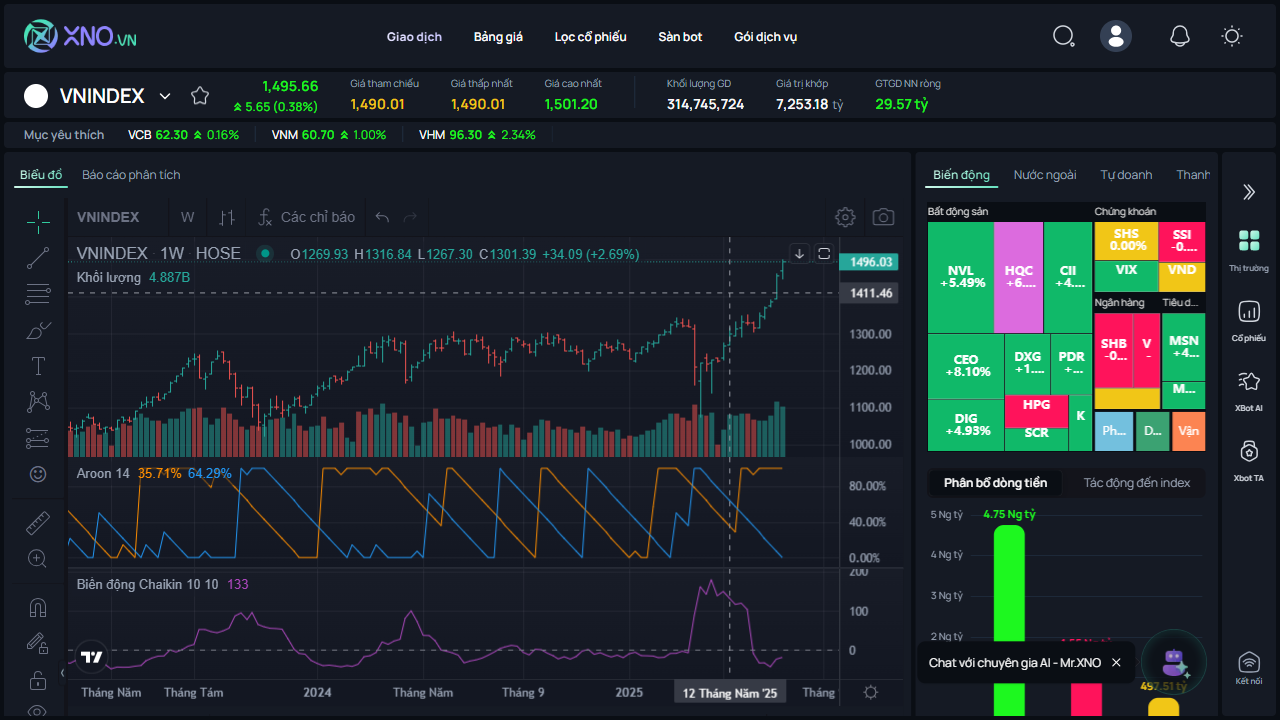 XNO.VN
Giao dịch
Bảng giá
Lọc cổ phiếu
Sàn bot
Gói dịch vụ
VNINDEX
1,495.66
5.65 (0.38%)
Giá tham chiếu
1,490.01
Giá thấp nhất
1,490.01
Giá cao nhất
1,501.20
Khối lượng GD
314,745,724
Giá trị khớp
7,253.18 tỷ
GTGD NN ròng
29.57 tỷ
Mục yêu thích
VCB 62.30 0.16%
VNM 60.70 1.00%
VHM 96.30 2.34%
Biểu đồ
Báo cáo phân tích
VNINDEX
W
Các chỉ báo
VNINDEX · 1W · HOSE
O1269.93 H1316.84 L1267.30 C1301.39 +34.09 (+2.69%)
Khối lượng 4.887B
1496.03
1411.46
1300.00
1200.00
1100.00
1000.00
Aroon 14 35.71% 64.29%
80.00%
40.00%
0.00%
Biên động Chaikin 10 10 133
200
100
0
Tháng Năm
Tháng Tám
2024
Tháng Năm
Tháng 9
2025
12 Tháng Năm '25
Tháng
Biến động
Nước ngoài
Tự doanh
Thanh
Bất động sản
NVL
+5.49%
HQC
+6....
CII
+4....
CEO
+8.10%
DXG
+1....
PDR
+...
DIG
+4.93%
HPG
SCR
K
Chứng khoán
SHS
0.00%
SSI
-0....
VIX
VND
Ngân hàng
SHB
-0...
V
-
Tiêu d...
MSN
+4...
M...
Ph...
D...
Vận
Phân bổ dòng tiền
Tác động đến index
5 Ng tỷ
4 Ng tỷ
3 Ng tỷ
2 Ng tỷ
4.75 Ng tỷ
497.51 tỷ
Chat với chuyên gia AI - Mr.XNO
Thị trường
Cổ phiếu
XBot AI
Xbot TA
Kết nối